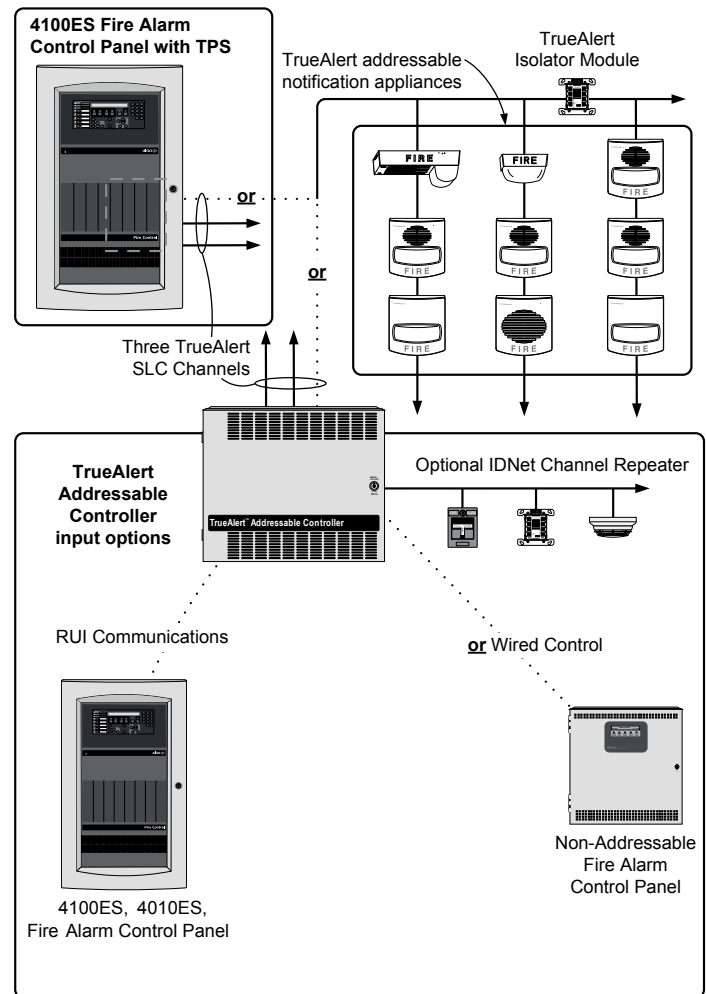 4100ES Fire Alarm
Control Panel with TPS
TrueAlert addressable
notification appliances
TrueAlert
Isolator Module
FIRE
FIRE
FIRE
FIRE
FIRE
FIRE
FIRE
FIRE
FIRE
or
or
Fire Control
Three TrueAlert
SLC Channels
TrueAlert
Addressable
Controller
input options
TrueAlert™ Addressable Controller
Optional IDNet Channel Repeater
RUI Communications
or Wired Control
Fire Control
4100ES, 4010ES,
Fire Alarm Control Panel
Non-Addressable
Fire Alarm
Control Panel